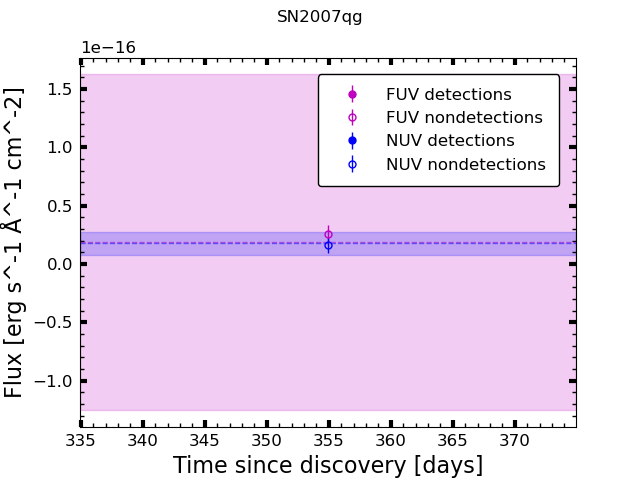 SN2007qg
1e−16
1.5
1.0
0.5
0.0
−0.5
−1.0
Flux [erg s^-1 Å^-1 cm^-2]
FUV detections
FUV nondetections
NUV detections
NUV nondetections
335 340 345 350 355 360 365 370
Time since discovery [days]